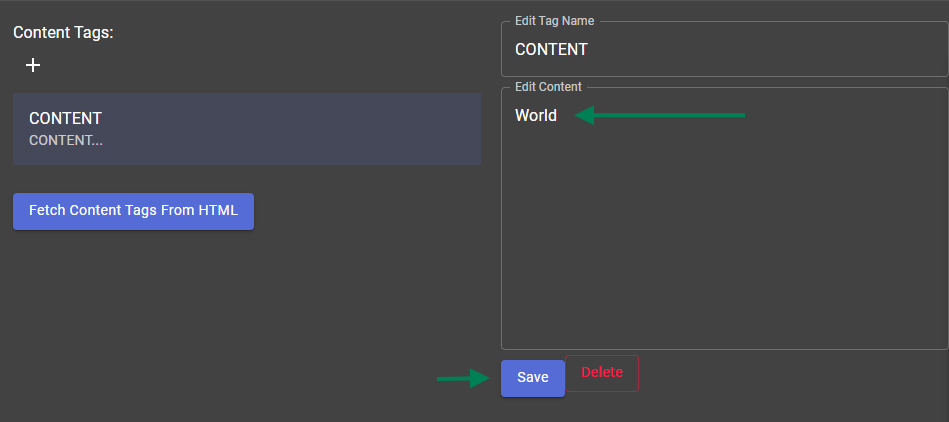 Content Tags:
+
CONTENT
CONTENT...
Fetch Content Tags From HTML
Edit Tag Name
CONTENT
Edit Content
World
Save
Delete